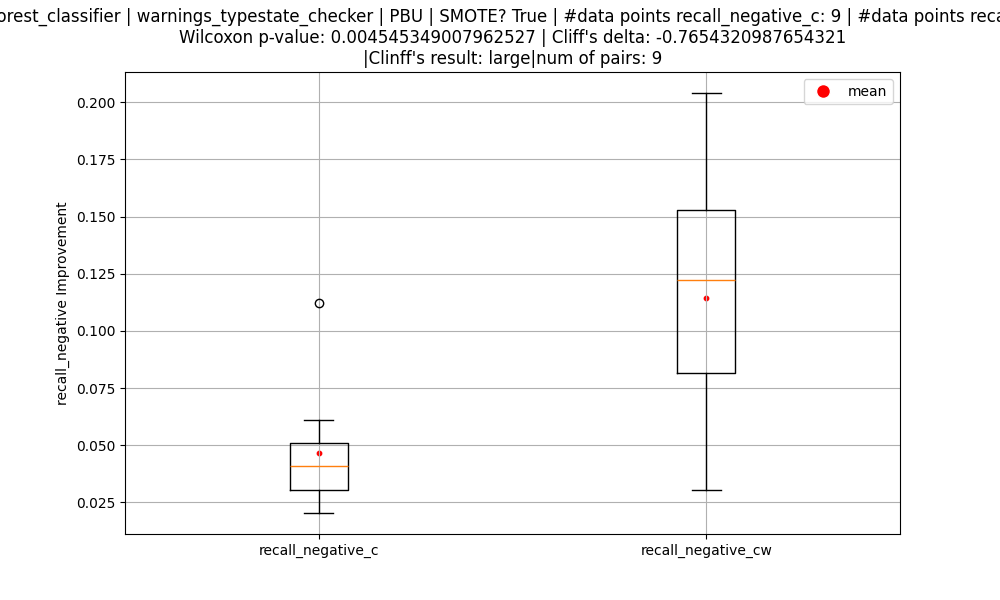 orest_classifier | warnings_typestate_checker | PBU | SMOTE? True | #data points recall_negative_c: 9 | #data points reca
Wilcoxon p-value: 0.004545349007962527 | Cliff's delta: -0.7654320987654321
|Clinff's result: large|num of pairs: 9
mean
0.200
0.175
0.150
0.125
0.100
0.075
0.050
0.025
recall_negative Improvement
recall_negative_c
recall_negative_cw